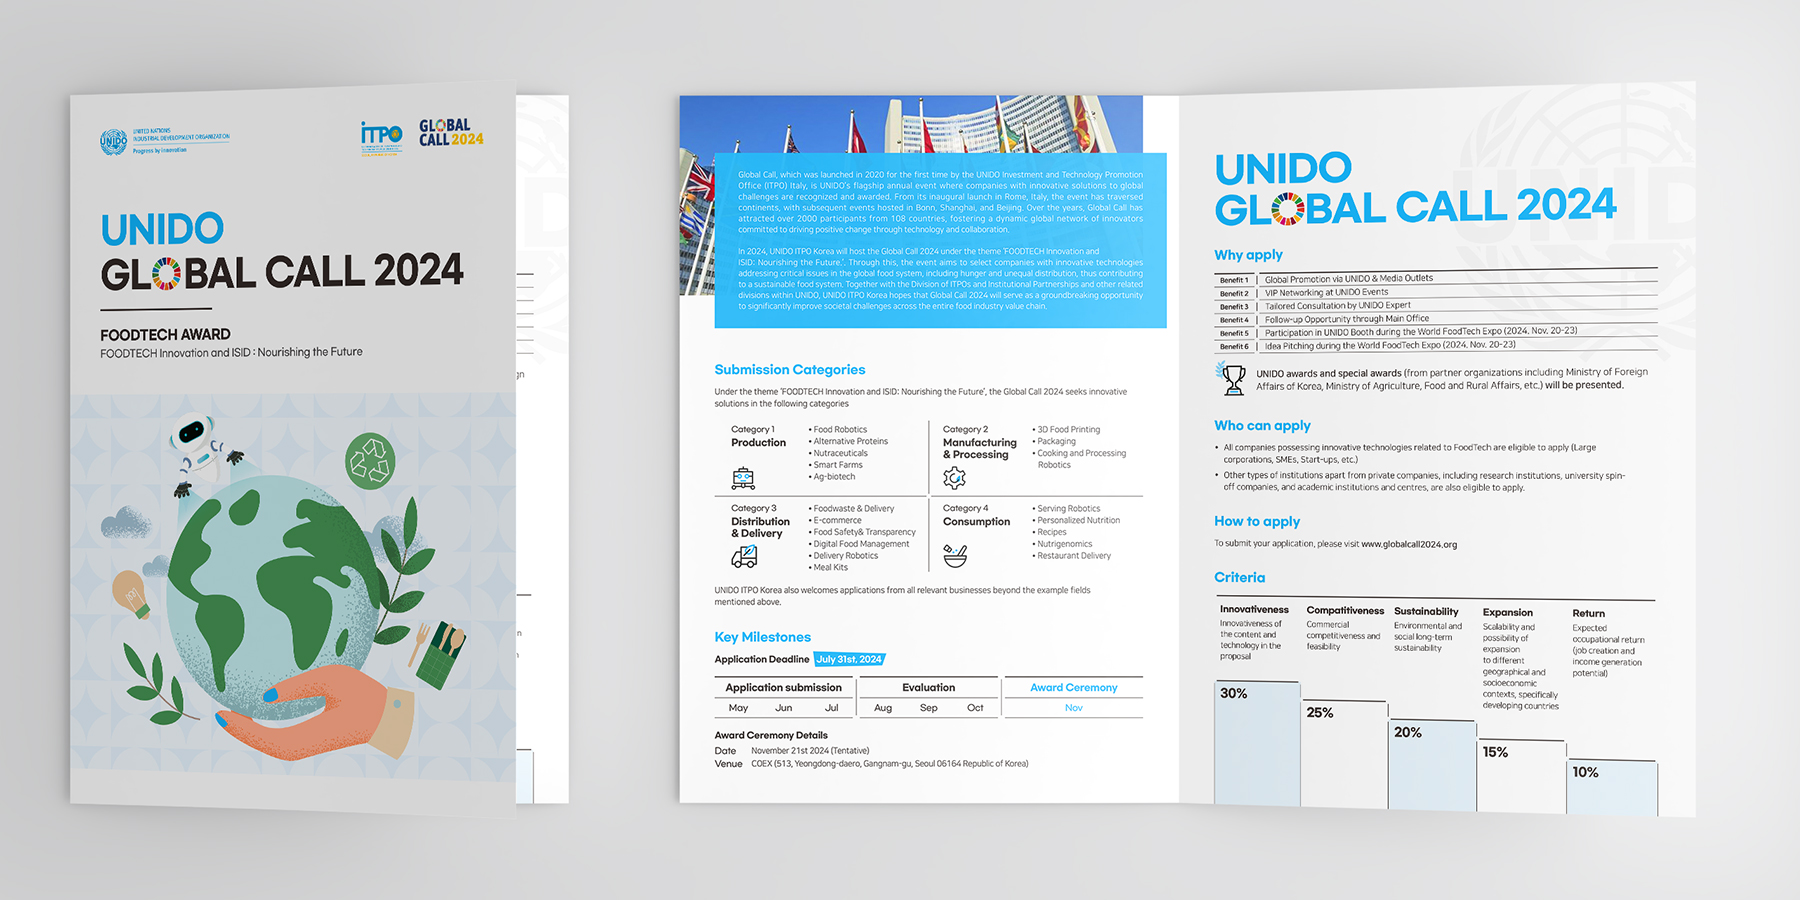 UNIDO
UNITED NATIONS
INDUSTRIAL DEVELOPMENT ORGANIZATION
Progress by innovation
iTPO
GLOBAL
CALL 2024
UNIDO
GLOBAL CALL 2024
FOODTECH AWARD
FOODTECH Innovation and ISID : Nourishing the Future
gn
n
Global Call, which was launched in 2020 for the first time by the UNIDO Investment and Technology Promotion
Office (ITPO) Italy, is UNIDO's flagship annual event where companies with innovative solutions to global
challenges are recognized and awarded. From its inaugural launch in Rome, Italy, the event has traversed
continents, with subsequent events hosted in Bonn, Shanghai, and Beijing. Over the years, Global Call has
attracted over 2000 participants from 108 countries, fostering a dynamic global network of innovators
committed to driving positive change through technology and collaboration.
In 2024, UNIDO ITPO Korea will host the Global Call 2024 under the theme 'FOODTECH Innovation and
ISID: Nourishing the Future,'. Through this, the event aims to select companies with innovative technologies
addressing critical issues in the global food system, including hunger and unequal distribution, thus contributing
to a sustainable food system. Together with the Division of ITPOs and Institutional Partnerships and other related
divisions within UNIDO, UNIDO ITPO Korea hopes that Global Call 2024 will serve as a groundbreaking opportunity
to significantly improve societal challenges across the entire food industry value chain.
Submission Categories
Under the theme 'FOODTECH Innovation and ISID: Nourishing the Future', the Global Call 2024 seeks innovative
solutions in the following categories
Category 1
Production
• Food Robotics
• Alternative Proteins
• Nutraceuticals
• Smart Farms
• Ag-biotech
Category 2
Manufacturing
& Processing
• 3D Food Printing
• Packaging
• Cooking and Processing
Robotics
Category 3
Distribution
& Delivery
• Foodwaste & Delivery
• E-commerce
• Food Safety& Transparency
• Digital Food Management
• Delivery Robotics
• Meal Kits
Category 4
Consumption
• Serving Robotics
• Personalized Nutrition
• Recipes
• Nutrigenomics
• Restaurant Delivery
UNIDO ITPO Korea also welcomes applications from all relevant businesses beyond the example fields
mentioned above.
Key Milestones
Application Deadline July 31st, 2024
Application submission Evaluation Award Ceremony
May Jun Jul Aug Sep Oct Nov
Award Ceremony Details
Date November 21st 2024 (Tentative)
Venue COEX (513, Yeongdong-daero, Gangnam-gu, Seoul 06164 Republic of Korea)
UNIDO
UNIDO
GLOBAL CALL 2024
Why apply
Benefit 1 Global Promotion via UNIDO & Media Outlets
Benefit 2 VIP Networking at UNIDO Events
Benefit 3 Tailored Consultation by UNIDO Expert
Benefit 4 Follow-up Opportunity through Main Office
Benefit 5 Participation in UNIDO Booth during the World FoodTech Expo (2024. Nov. 20-23)
Benefit 6 Idea Pitching during the World FoodTech Expo (2024. Nov. 20-23)
UNIDO awards and special awards (from partner organizations including Ministry of Foreign
Affairs of Korea, Ministry of Agriculture, Food and Rural Affairs, etc.) will be presented.
Who can apply
• All companies possessing innovative technologies related to FoodTech are eligible to apply (Large
corporations, SMEs, Start-ups, etc.)
• Other types of institutions apart from private companies, including research institutions, university spin-
off companies, and academic institutions and centres, are also eligible to apply.
How to apply
To submit your application, please visit www.globalcall2024.org
Criteria
Innovativeness
Innovativeness of
the content and
technology in the
proposal
30%
Compatitiveness
Commercial
competitiveness and
feasibility
25%
Sustainability
Environmental and
social long-term
sustainability
20%
Expansion
Scalability and
possibility of
expansion
to different
geographical and
socioeconomic
contexts, specifically
developing countries
15%
Return
Expected
occupational return
(job creation and
income generation
potential)
10%